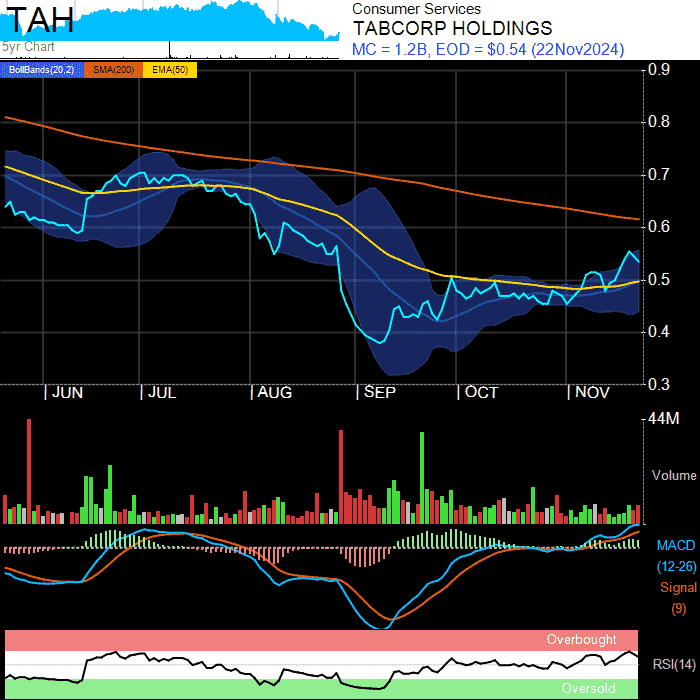 TAH
5yr Chart
Consumer Services
TABCORP HOLDINGS
MC = 1.2B, EOD = $0.54 (22Nov2024)
BollBands(20,2) SMA(200) EMA(50)
0.9
0.8
0.7
0.6
0.5
0.4
0.3
| JUN | JUL | AUG | SEP | OCT | NOV
44M
Volume
MACD
(12-26)
Signal
(9)
Overbought
RSI(14)
Oversold